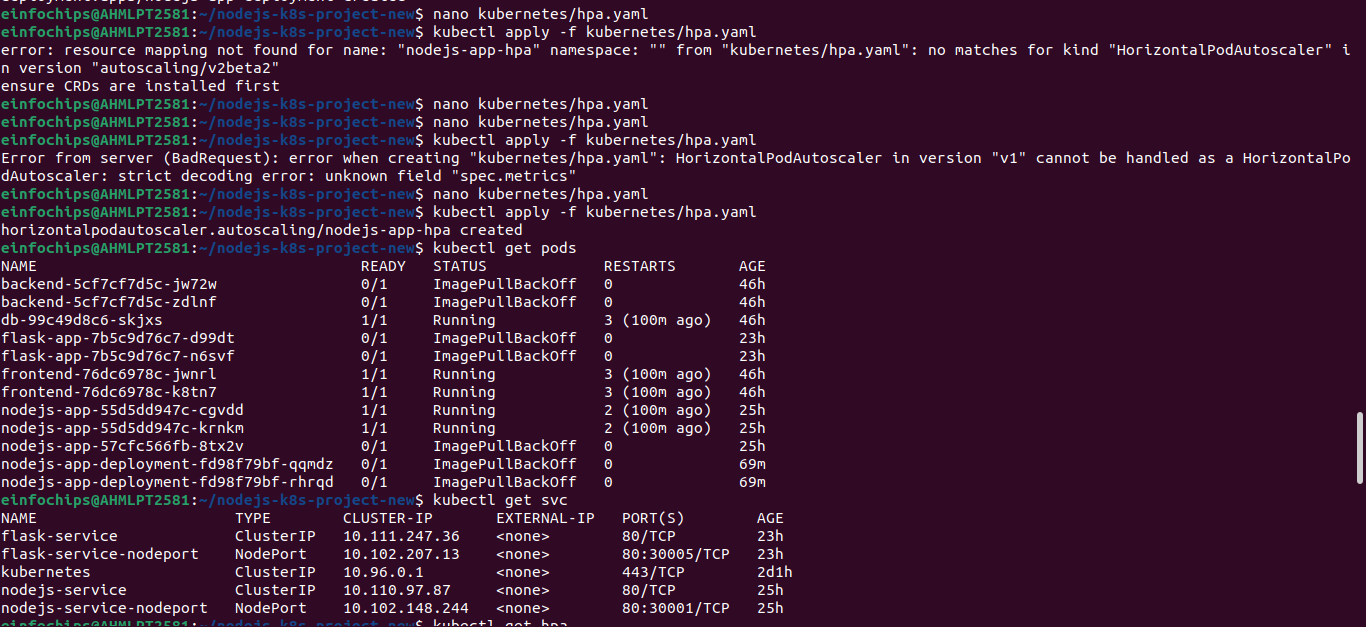 deployment.apps/nodejs-app-deployment created
einfochips@AHMLPT2581:~/nodejs-k8s-project-new$ nano kubernetes/hpa.yaml
einfochips@AHMLPT2581:~/nodejs-k8s-project-new$ kubectl apply -f kubernetes/hpa.yaml
error: resource mapping not found for name: "nodejs-app-hpa" namespace: "" from "kubernetes/hpa.yaml": no matches for kind "HorizontalPodAutoscaler" i
n version "autoscaling/v2beta2"
ensure CRDs are installed first
einfochips@AHMLPT2581:~/nodejs-k8s-project-new$ nano kubernetes/hpa.yaml
einfochips@AHMLPT2581:~/nodejs-k8s-project-new$ nano kubernetes/hpa.yaml
einfochips@AHMLPT2581:~/nodejs-k8s-project-new$ kubectl apply -f kubernetes/hpa.yaml
Error from server (BadRequest): error when creating "kubernetes/hpa.yaml": HorizontalPodAutoscaler in version "v1" cannot be handled as a HorizontalPo
dAutoscaler: strict decoding error: unknown field "spec.metrics"
einfochips@AHMLPT2581:~/nodejs-k8s-project-new$ nano kubernetes/hpa.yaml
einfochips@AHMLPT2581:~/nodejs-k8s-project-new$ kubectl apply -f kubernetes/hpa.yaml
horizontalpodautoscaler.autoscaling/nodejs-app-hpa created
einfochips@AHMLPT2581:~/nodejs-k8s-project-new$ kubectl get pods
NAME READY STATUS RESTARTS AGE
backend-5cf7cf7d5c-jw72w 0/1 ImagePullBackOff 0 46h
backend-5cf7cf7d5c-zdlnf 0/1 ImagePullBackOff 0 46h
db-99c49d8c6-skjxs 1/1 Running 3 (100m ago) 46h
flask-app-7b5c9d76c7-d99dt 0/1 ImagePullBackOff 0 23h
flask-app-7b5c9d76c7-n6svf 0/1 ImagePullBackOff 0 23h
frontend-76dc6978c-jwnrl 1/1 Running 3 (100m ago) 46h
frontend-76dc6978c-k8tn7 1/1 Running 3 (100m ago) 46h
nodejs-app-55d5dd947c-cgvdd 1/1 Running 2 (100m ago) 25h
nodejs-app-55d5dd947c-krnkm 1/1 Running 2 (100m ago) 25h
nodejs-app-57cfc566fb-8tx2v 0/1 ImagePullBackOff 0 25h
nodejs-app-deployment-fd98f79bf-qqmdz 0/1 ImagePullBackOff 0 69m
nodejs-app-deployment-fd98f79bf-rhrqd 0/1 ImagePullBackOff 0 69m
einfochips@AHMLPT2581:~/nodejs-k8s-project-new$ kubectl get svc
NAME TYPE CLUSTER-IP EXTERNAL-IP PORT(S) AGE
flask-service ClusterIP 10.111.247.36 <none> 80/TCP 23h
flask-service-nodeport NodePort 10.102.207.13 <none> 80:30005/TCP 23h
kubernetes ClusterIP 10.96.0.1 <none> 443/TCP 2d1h
nodejs-service ClusterIP 10.110.97.87 <none> 80/TCP 25h
nodejs-service-nodeport NodePort 10.102.148.244 <none> 80:30001/TCP 25h
einfochips@AHMLPT2581:~/nodejs-k8s-project-new$ kubectl get hpa